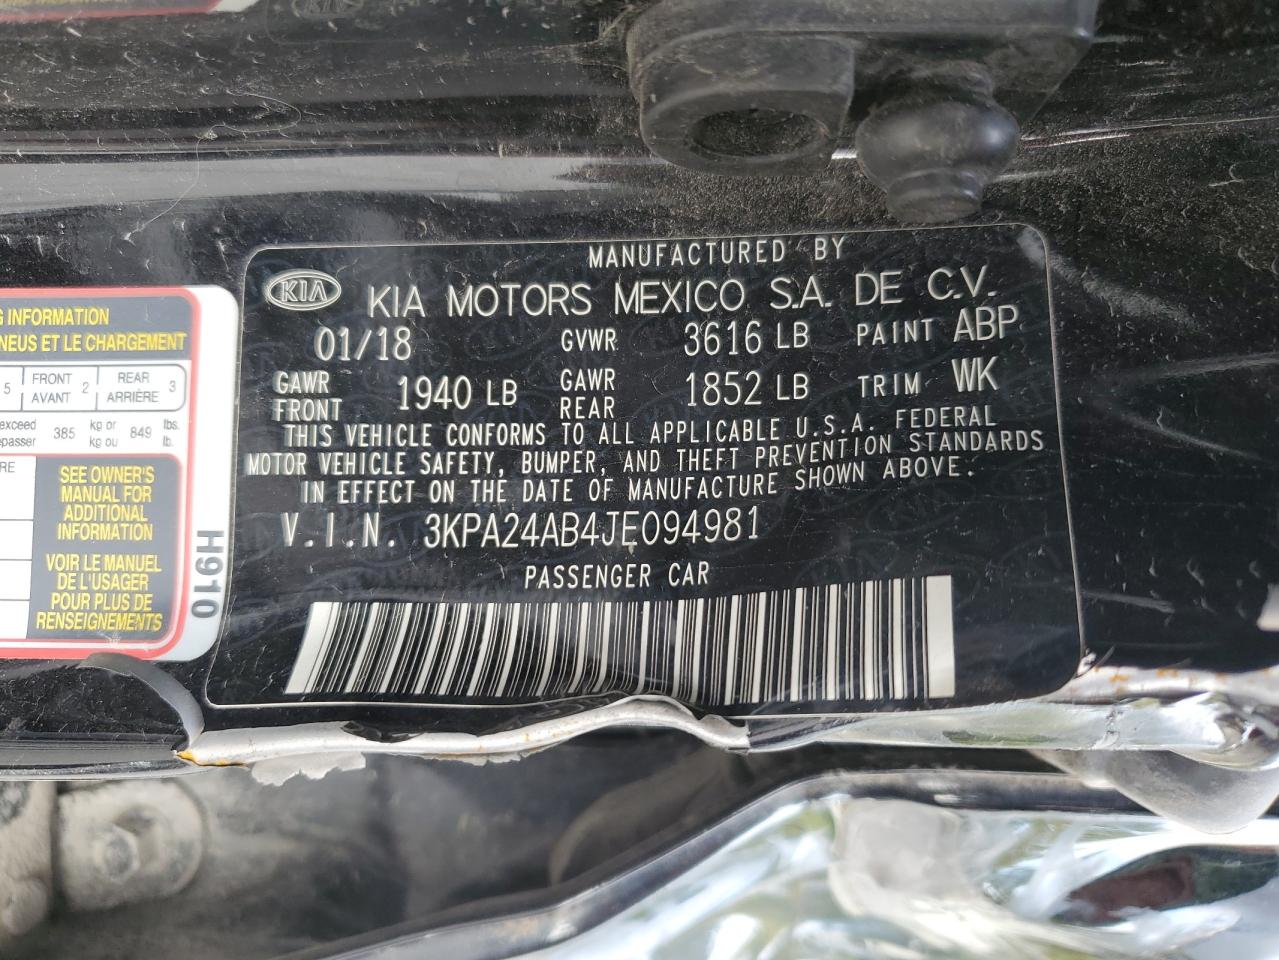 MANUFACTURED BY
KIA KIA MOTORS MEXICO S.A. DE C.V.
01/18 GVWR 3616 LB PAINT ABP
GAWR FRONT 1940 LB GAWR REAR 1852 LB TRIM WK
THIS VEHICLE CONFORMS TO ALL APPLICABLE U.S.A. FEDERAL
MOTOR VEHICLE SAFETY, BUMPER, AND THEFT PREVENTION STANDARDS
IN EFFECT ON THE DATE OF MANUFACTURE SHOWN ABOVE.
V.I.N. 3KPA24AB4JE094981
PASSENGER CAR
INFORMATION
ET LE CHARGEMENT
5 FRONT AVANT 2 REAR ARRIÈRE 3
exceed 385 kg or 849 lbs.
kg ou lb.
SEE OWNER'S
MANUAL FOR
ADDITIONAL
INFORMATION
VOIR LE MANUEL
DE L'USAGER
POUR PLUS DE
RENSEIGNEMENTS
H910